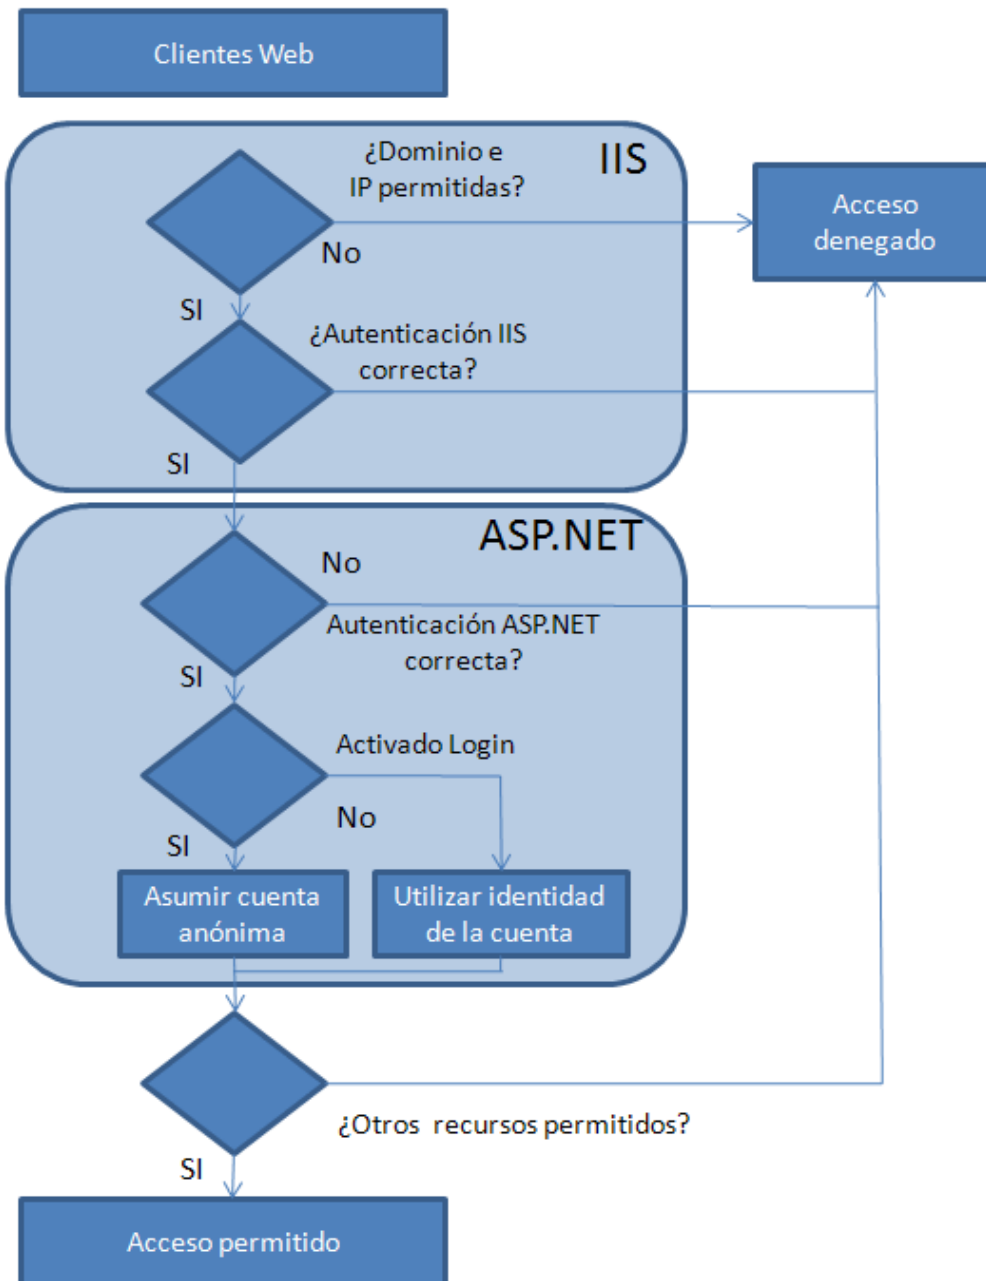 Clientes Web
IIS
¿Dominio e
IP permitidas?
No
Acceso
denegado
SI
¿Autenticación IIS
correcta?
SI
ASP.NET
No
Autenticación ASP.NET
correcta?
SI
Activado Login
No
SI
Asumir cuenta
anónima
Utilizar identidad
de la cuenta
¿Otros recursos permitidos?
SI
Acceso permitido